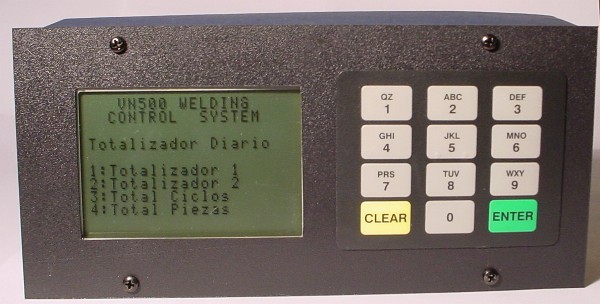 VN500 WELDING
CONTROL SYSTEM
Totalizador Diario
1:Totalizador 1
2:Totalizador 2
3:Total Ciclos
4:Total Piezas
QZ
1
ABC
2
DEF
3
GHI
4
JKL
5
MNO
6
PRS
7
TUV
8
WXY
9
CLEAR
0
ENTER